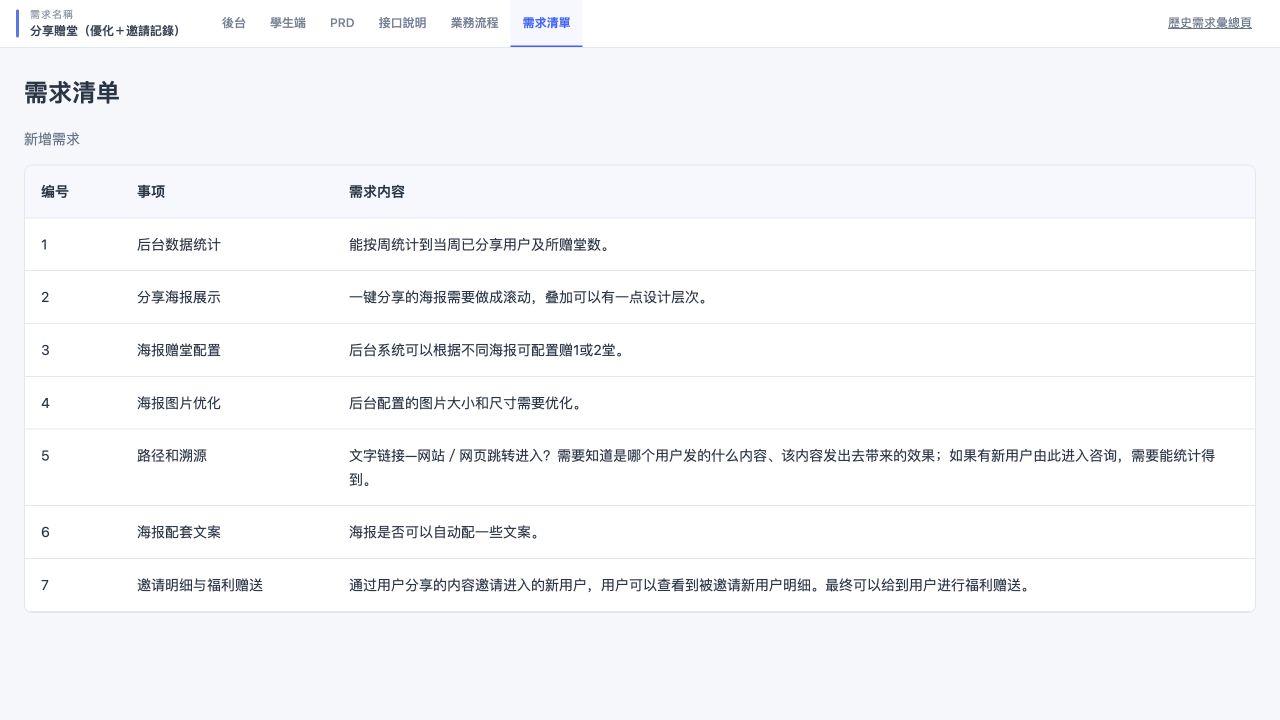 需求名稱
分享贈堂（優化＋邀請記錄）
後台
學生端
PRD
接口說明
業務流程
需求清單
歷史需求彙總頁
需求清单
新增需求
编号 事项 需求内容
1 后台数据统计 能按周统计到当周已分享用户及所赠堂数。
2 分享海报展示 一键分享的海报需要做成滚动，叠加可以有一点设计层次。
3 海报赠堂配置 后台系统可以根据不同海报可配置赠1或2堂。
4 海报图片优化 后台配置的图片大小和尺寸需要优化。
5 路径和溯源 文字链接—网站 / 网页跳转进入？需要知道是哪个用户发的什么内容、该内容发出去带来的效果；如果有新用户由此进入咨询，需要能统计得
到。
6 海报配套文案 海报是否可以自动配一些文案。
7 邀请明细与福利赠送 通过用户分享的内容邀请进入的新用户，用户可以查看到被邀请新用户明细。最终可以给到用户进行福利赠送。